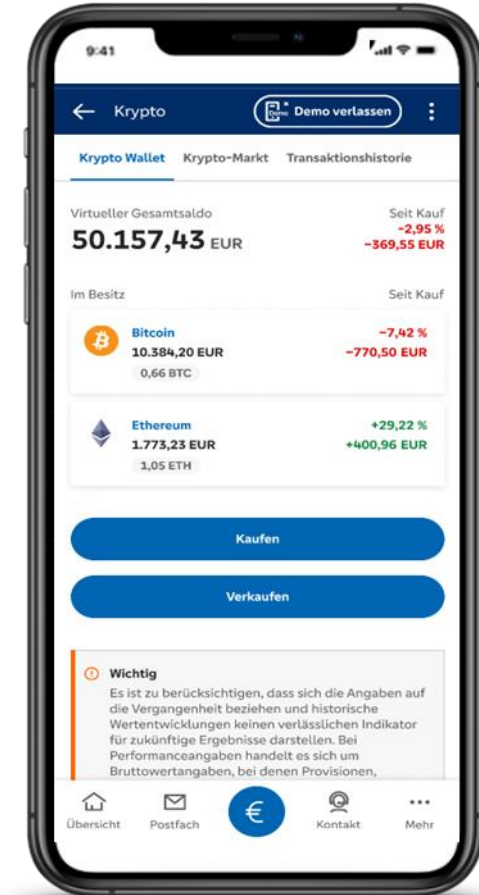 9:41
Krypto
Demo
Demo verlassen
Krypto Wallet Krypto-Markt Transaktionshistorie
Virtueller Gesamtsaldo Seit Kauf
50.157,43 EUR
-2,95 %
-369,55 EUR
Im Besitz Seit Kauf
Bitcoin -7,42 %
10.384,20 EUR -770,50 EUR
0,66 BTC
Ethereum +29,22 %
1.773,23 EUR +400,96 EUR
1,05 ETH
Kaufen
Verkaufen
Wichtig
Es ist zu berücksichtigen, dass sich die Angaben auf
die Vergangenheit beziehen und historische
Wertentwicklungen keinen verlässlichen Indikator
für zukünftige Ergebnisse darstellen. Bei
Performanceangaben handelt es sich um
Bruttowertangaben, bei denen Provisionen,
€
Übersicht Postfach Kontakt Mehr